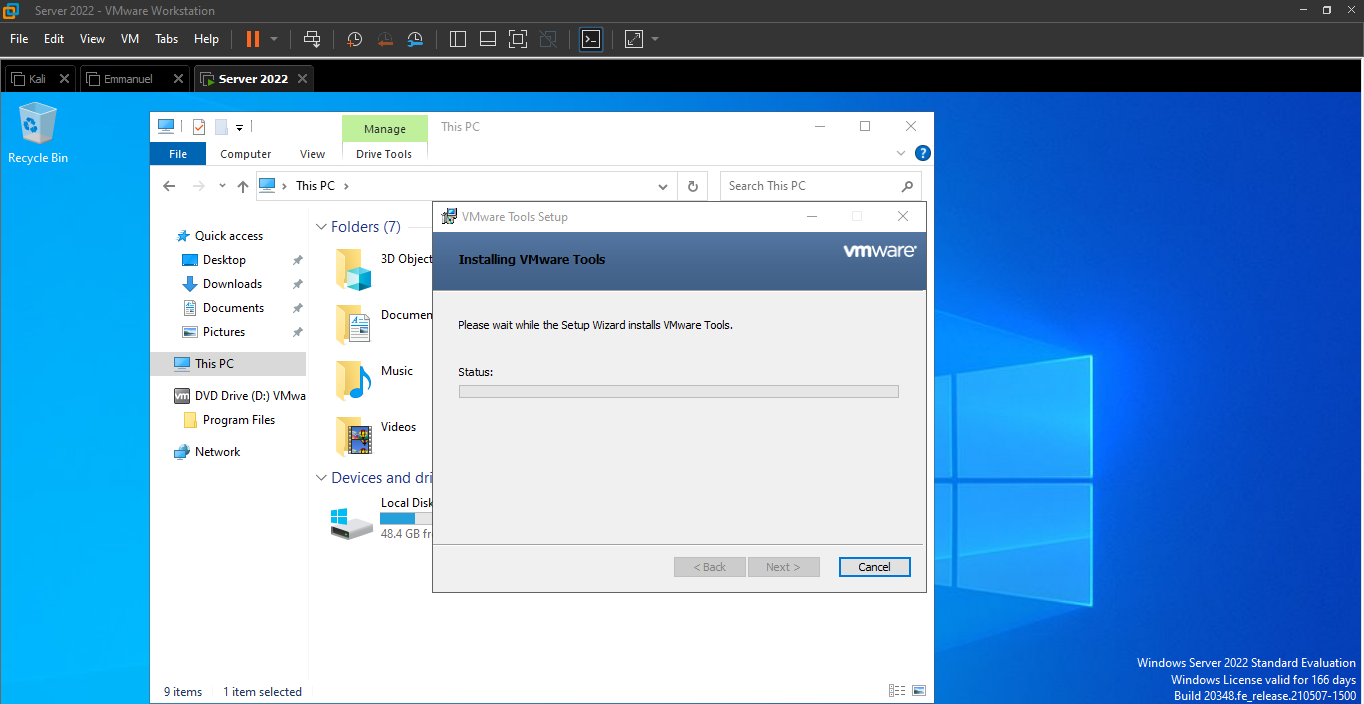 Server 2022 - VMware Workstation
File Edit View VM Tabs Help
Kali Emmanuel Server 2022
Recycle Bin
Manage This PC
File Computer View Drive Tools
This PC Search This PC
Quick access
Desktop
Downloads
Documents
Pictures
This PC
DVD Drive (D:) VMwa
Program Files
Network
Folders (7)
3D Object
Documen
Music
Videos
Devices and dri
Local Disk
48.4 GB fr
9 items 1 item selected
VMware Tools Setup
Installing VMware Tools
vmware
Please wait while the Setup Wizard installs VMware Tools.
Status:
< Back Next > Cancel
Windows Server 2022 Standard Evaluation
Windows License valid for 166 days
Build 20348.fe_release.210507-1500